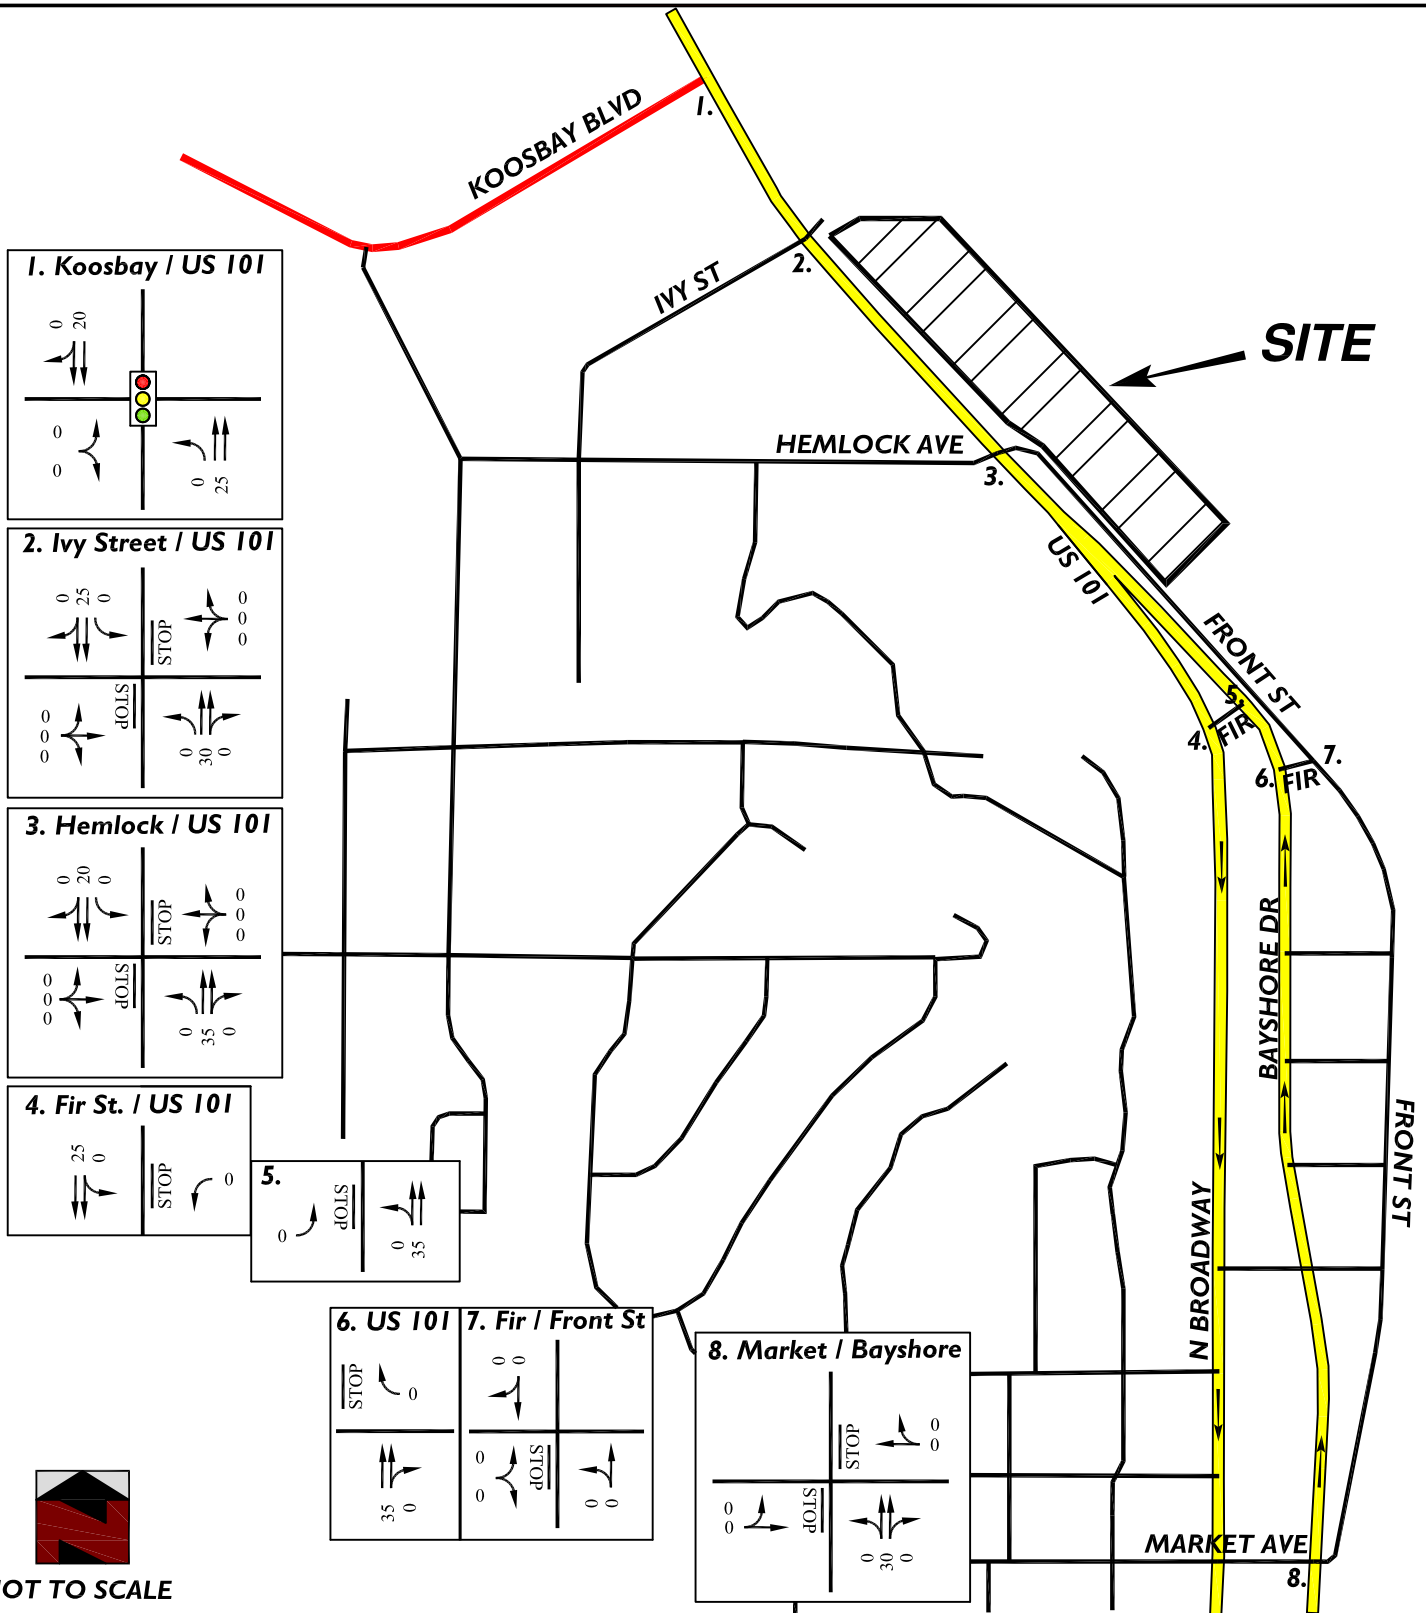 KOOSBAY BLVD
1.
IVY ST
2.
SITE
HEMLOCK AVE
3.
US 101
FRONT ST
5.
4.
FIR
6.
FIR
7.
BAYSHORE DR
N BROADWAY
FRONT ST
MARKET AVE
8.
1. Koosbay / US 101
0 20
0
0
0 25
2. Ivy Street / US 101
0 25 0
STOP
0
0
0
STOP
0
0
0
0 30 0
3. Hemlock / US 101
0 20 0
STOP
0
0
0
STOP
0
0
0
0 35 0
4. Fir St. / US 101
25 0
STOP
0
5.
0
STOP
0 35
6. US 101
STOP
0
35 0
7. Fir / Front St
0 0
0
0
STOP
0 0
8. Market / Bayshore
STOP
0
0
0
0
STOP
0 30 0
OT TO SCALE